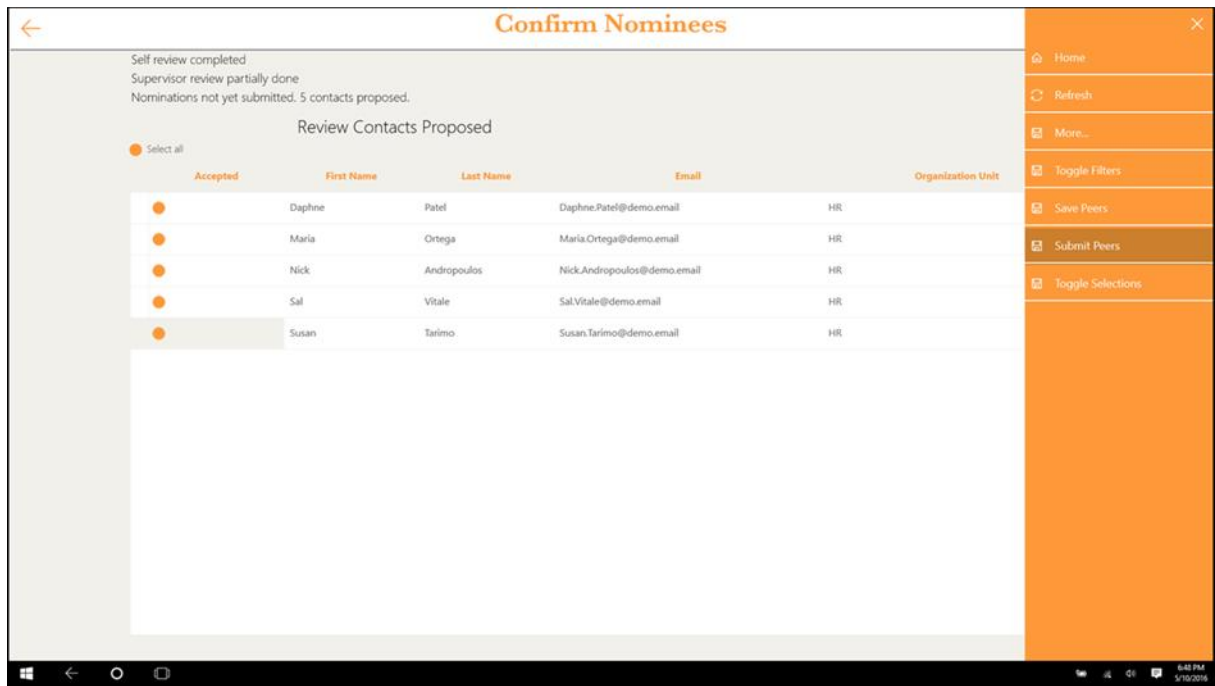 Confirm Nominees
Self review completed
Supervisor review partially done
Nominations not yet submitted. 5 contacts proposed.
Review Contacts Proposed
Select all
Accepted First Name Last Name Email Organization Unit
Daphne Patel Daphne.Patel@demo.email HR
Maria Ortega Maria.Ortega@demo.email HR
Nick Andropoulos Nick.Andropoulos@demo.email HR
Sal Vitale Sal.Vitale@demo.email HR
Susan Tarimo Susan.Tarimo@demo.email HR
Home
Refresh
More...
Toggle Filters
Save Peers
Submit Peers
Toggle Selections
6:48 PM
5/10/2016